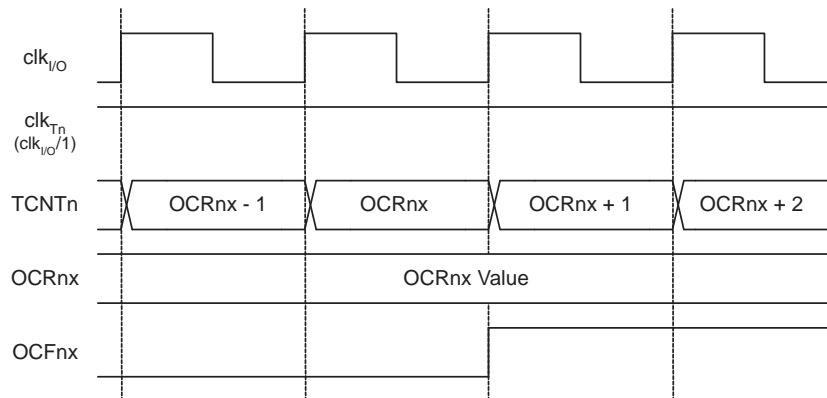 clkI/O
clkTn
(clkI/O/1)
TCNTn OCRnx - 1 OCRnx OCRnx + 1 OCRnx + 2
OCRnx OCRnx Value
OCFnx